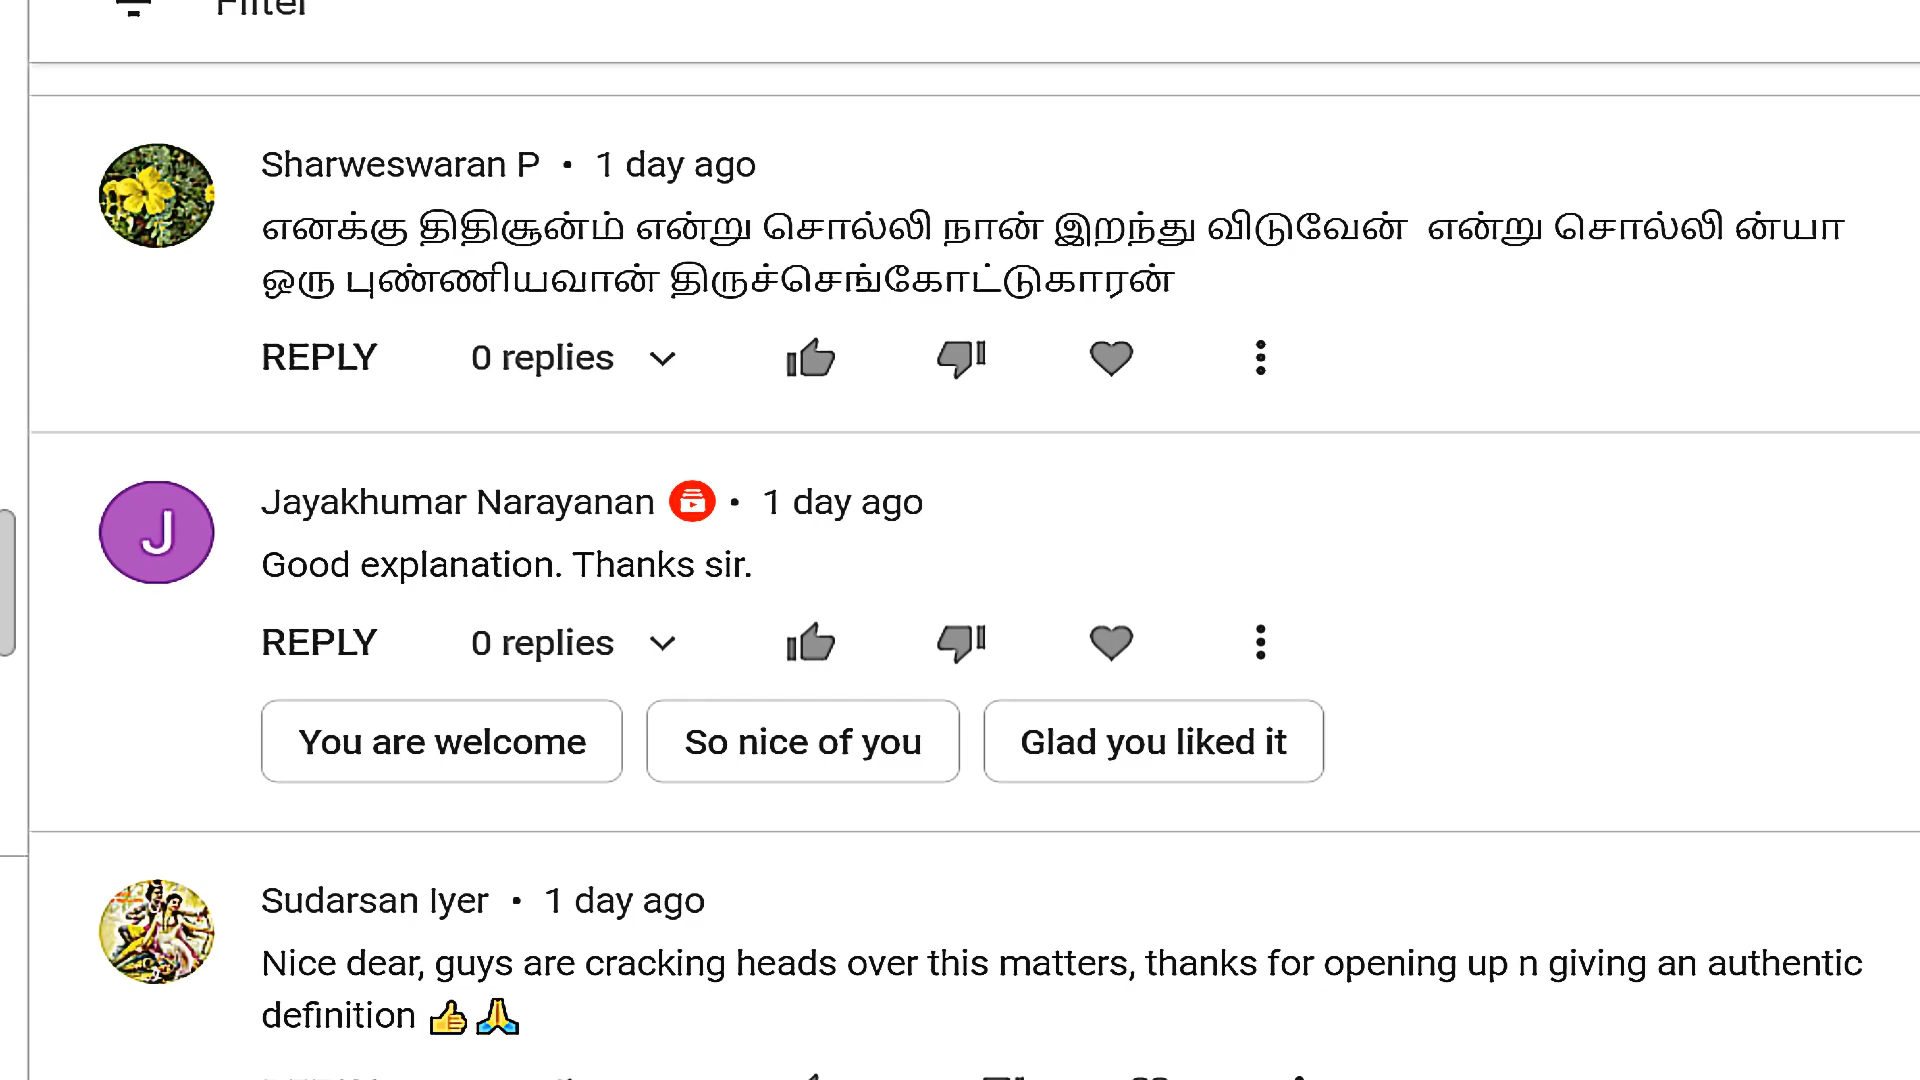 Filter
Sharweswaran P • 1 day ago
எனக்கு திதிசூன்ம் என்று சொல்லி நான் இறந்து விடுவேன் என்று சொல்லி ன்யா
ஒரு புண்ணியவான் திருச்செங்கோட்டுகாரன்
REPLY 0 replies
J
Jayakhumar Narayanan • 1 day ago
Good explanation. Thanks sir.
REPLY 0 replies
You are welcome So nice of you Glad you liked it
Sudarsan Iyer • 1 day ago
Nice dear, guys are cracking heads over this matters, thanks for opening up n giving an authentic
definition 👍🙏